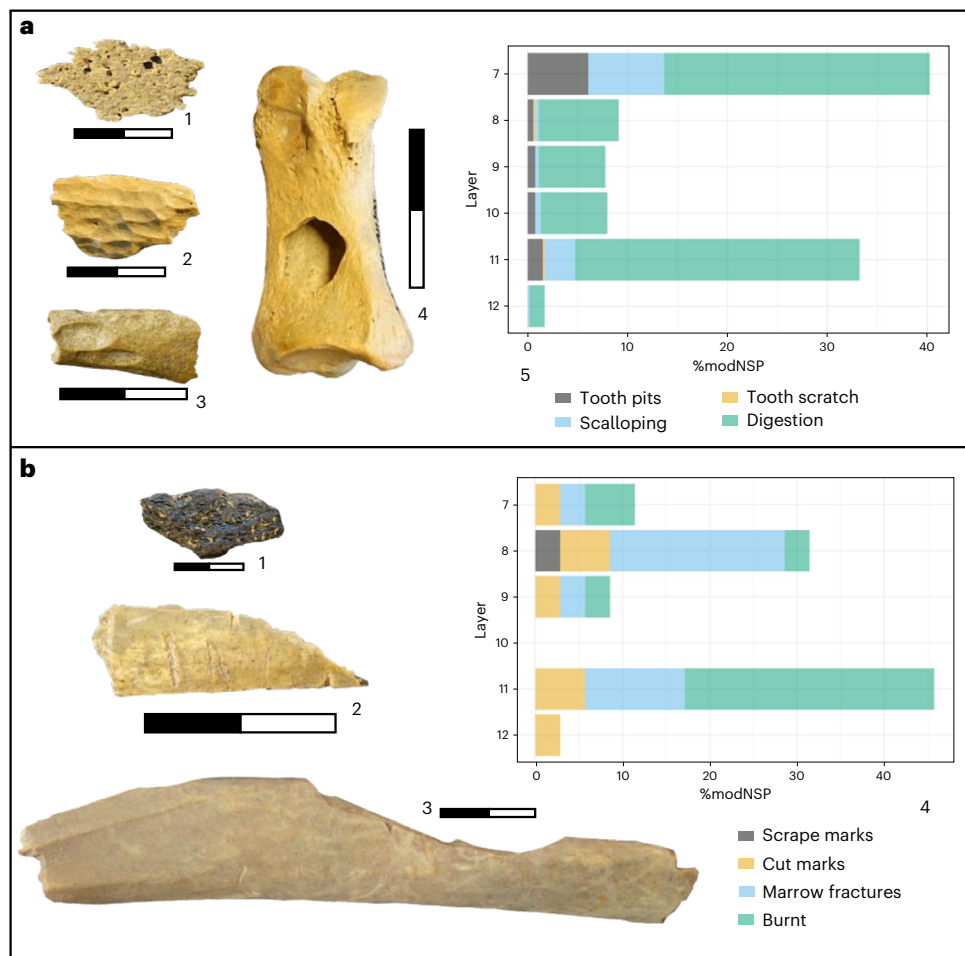 a
1
2
3
4
Layer
7
8
9
10
11
12
0 10 20 30 40
%modNSP
5
Tooth pits Tooth scratch
Scalloping Digestion
b
1
2
3
Layer
7
8
9
10
11
12
0 10 20 30 40
%modNSP
4
Scrape marks
Cut marks
Marrow fractures
Burnt